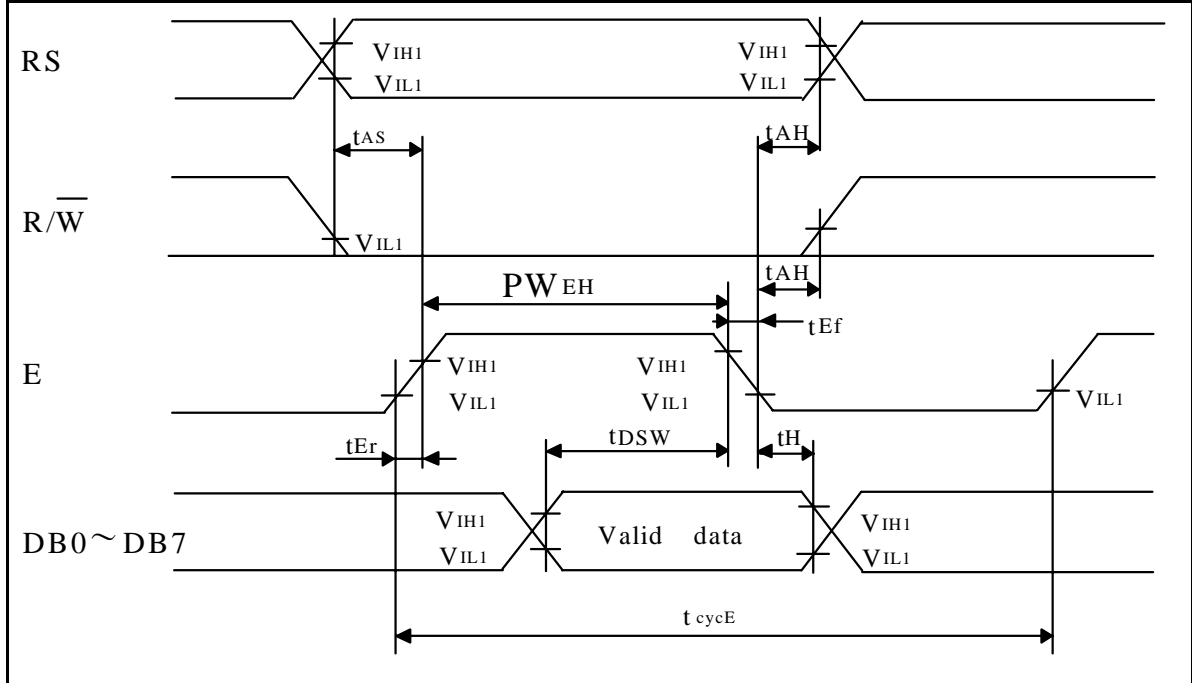 RS
VIH1
VIL1
VIH1
VIL1
tAS
tAH
R/W̅
VIL1
tAH
PWEH
tEf
E
VIH1
VIL1
VIH1
VIL1
VIL1
tEr
tDSW
tH
DB0～DB7
VIH1
VIL1
Valid data
VIH1
VIL1
tcycE